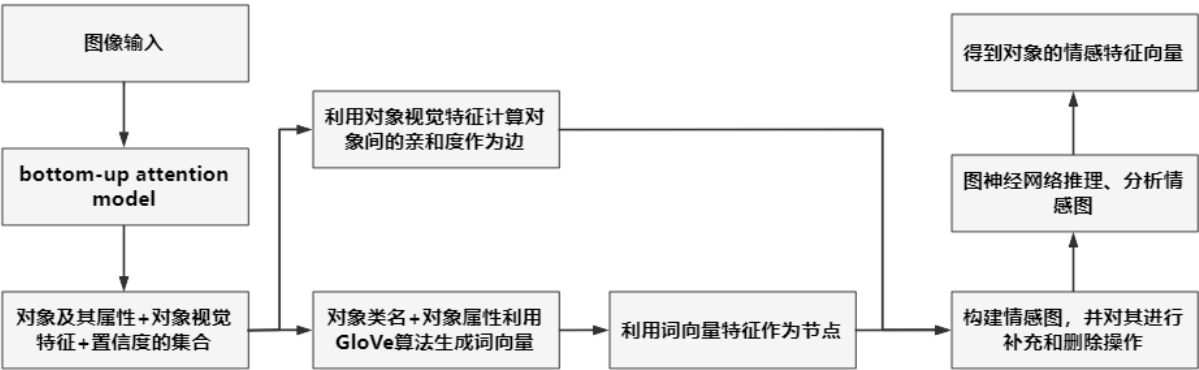 图像输入
bottom-up attention
model
对象及其属性+对象视觉
特征+置信度的集合
利用对象视觉特征计算对
象间的亲和度作为边
对象类名+对象属性利用
GloVe算法生成词向量
利用词向量特征作为节点
构建情感图，并对其进行
补充和删除操作
图神经网络推理、分析情
感图
得到对象的情感特征向量